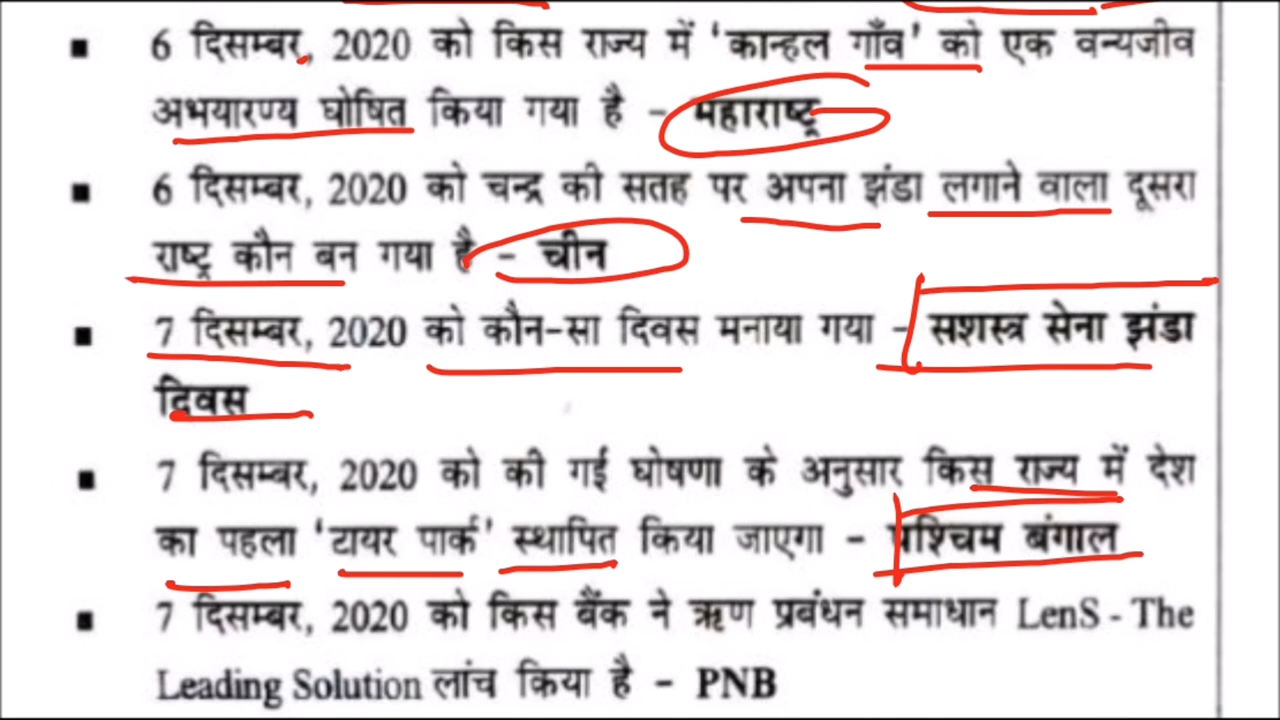 ▪ 6 दिसम्बर, 2020 को किस राज्य में 'कान्हल गाँव' को एक वन्यजीव
अभयारण्य घोषित किया गया है - महाराष्ट्र
▪ 6 दिसम्बर, 2020 को चन्द्र की सतह पर अपना झंडा लगाने वाला दूसरा
राष्ट्र कौन बन गया है - चीन
▪ 7 दिसम्बर, 2020 को कौन-सा दिवस मनाया गया - सशस्त्र सेना झंडा
दिवस
▪ 7 दिसम्बर, 2020 को की गई घोषणा के अनुसार किस राज्य में देश
का पहला 'टायर पार्क' स्थापित किया जाएगा - पश्चिम बंगाल
▪ 7 दिसम्बर, 2020 को किस बैंक ने ऋण प्रबंधन समाधान LenS - The
Leading Solution लांच किया है - PNB